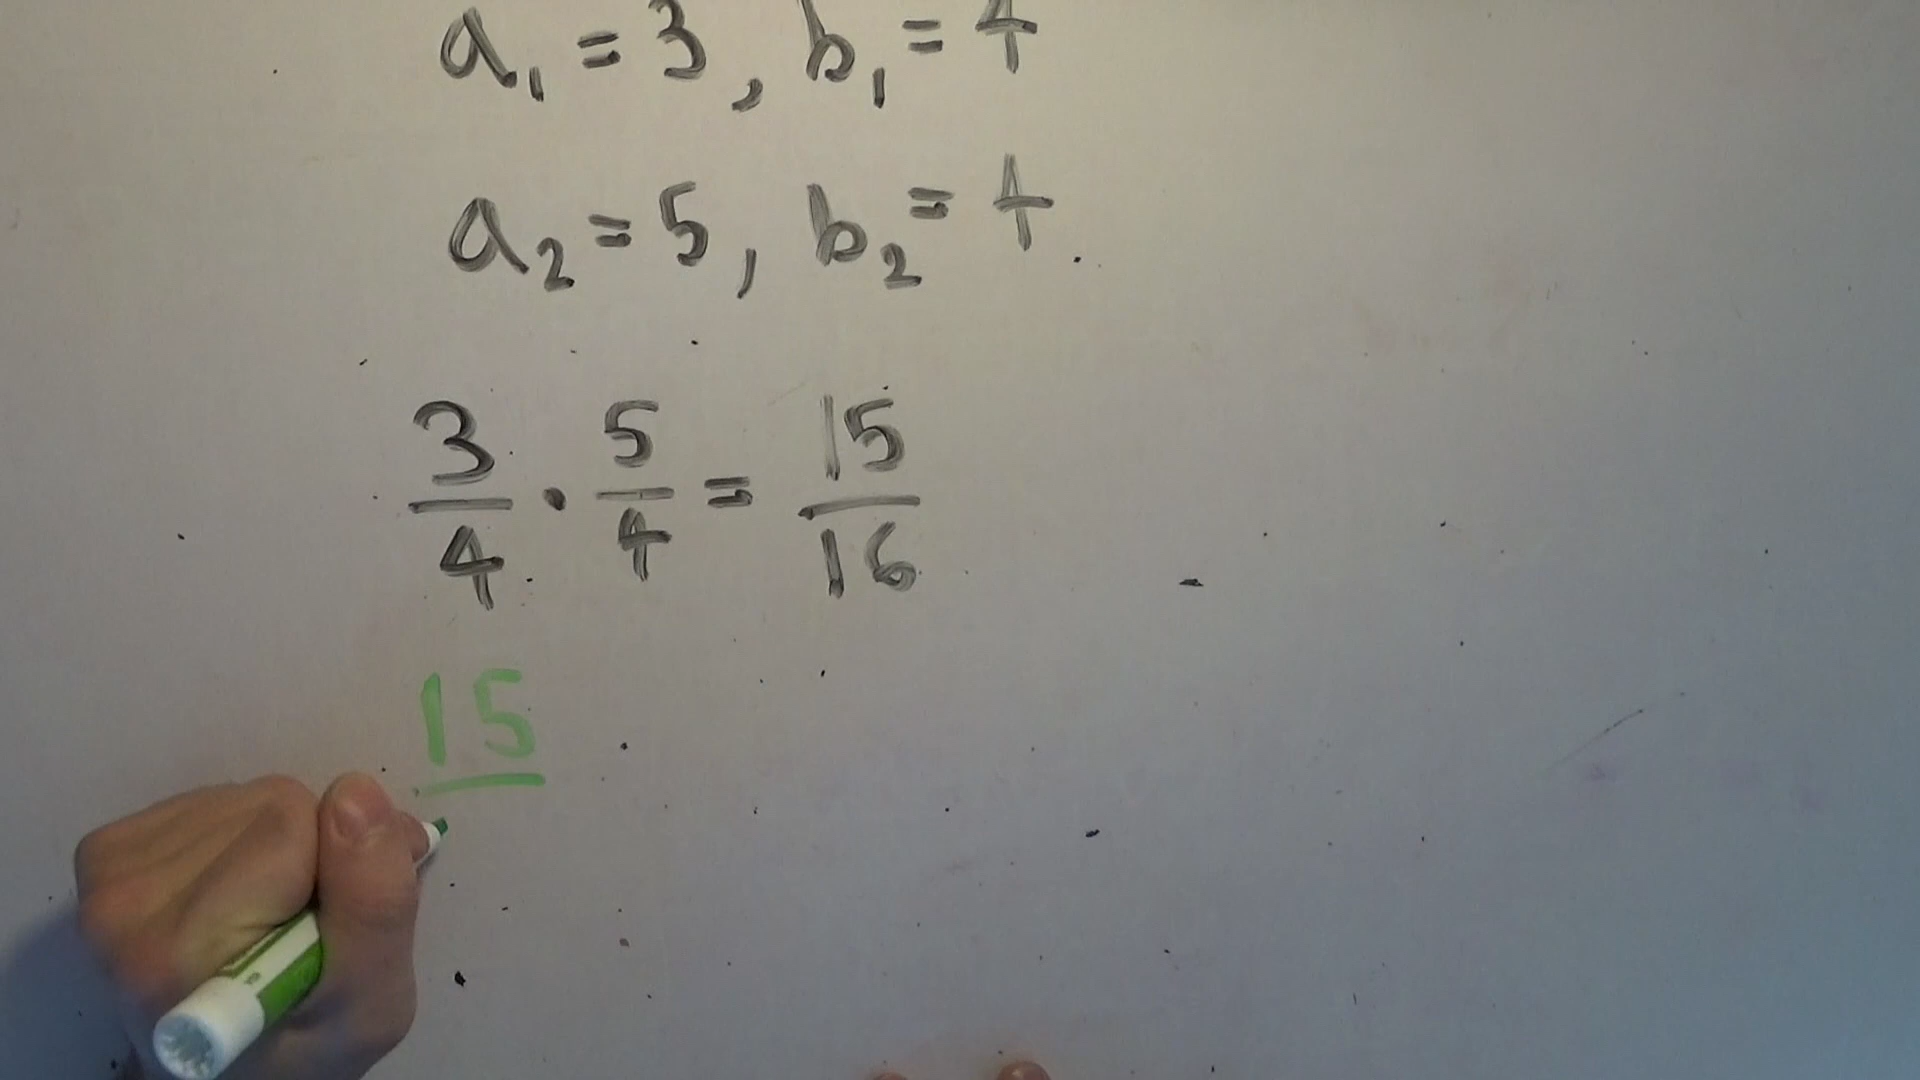 a₁ = 3, b₁ = 4
a₂ = 5, b₂ = 4
3/4 · 5/4 = 15/16
15